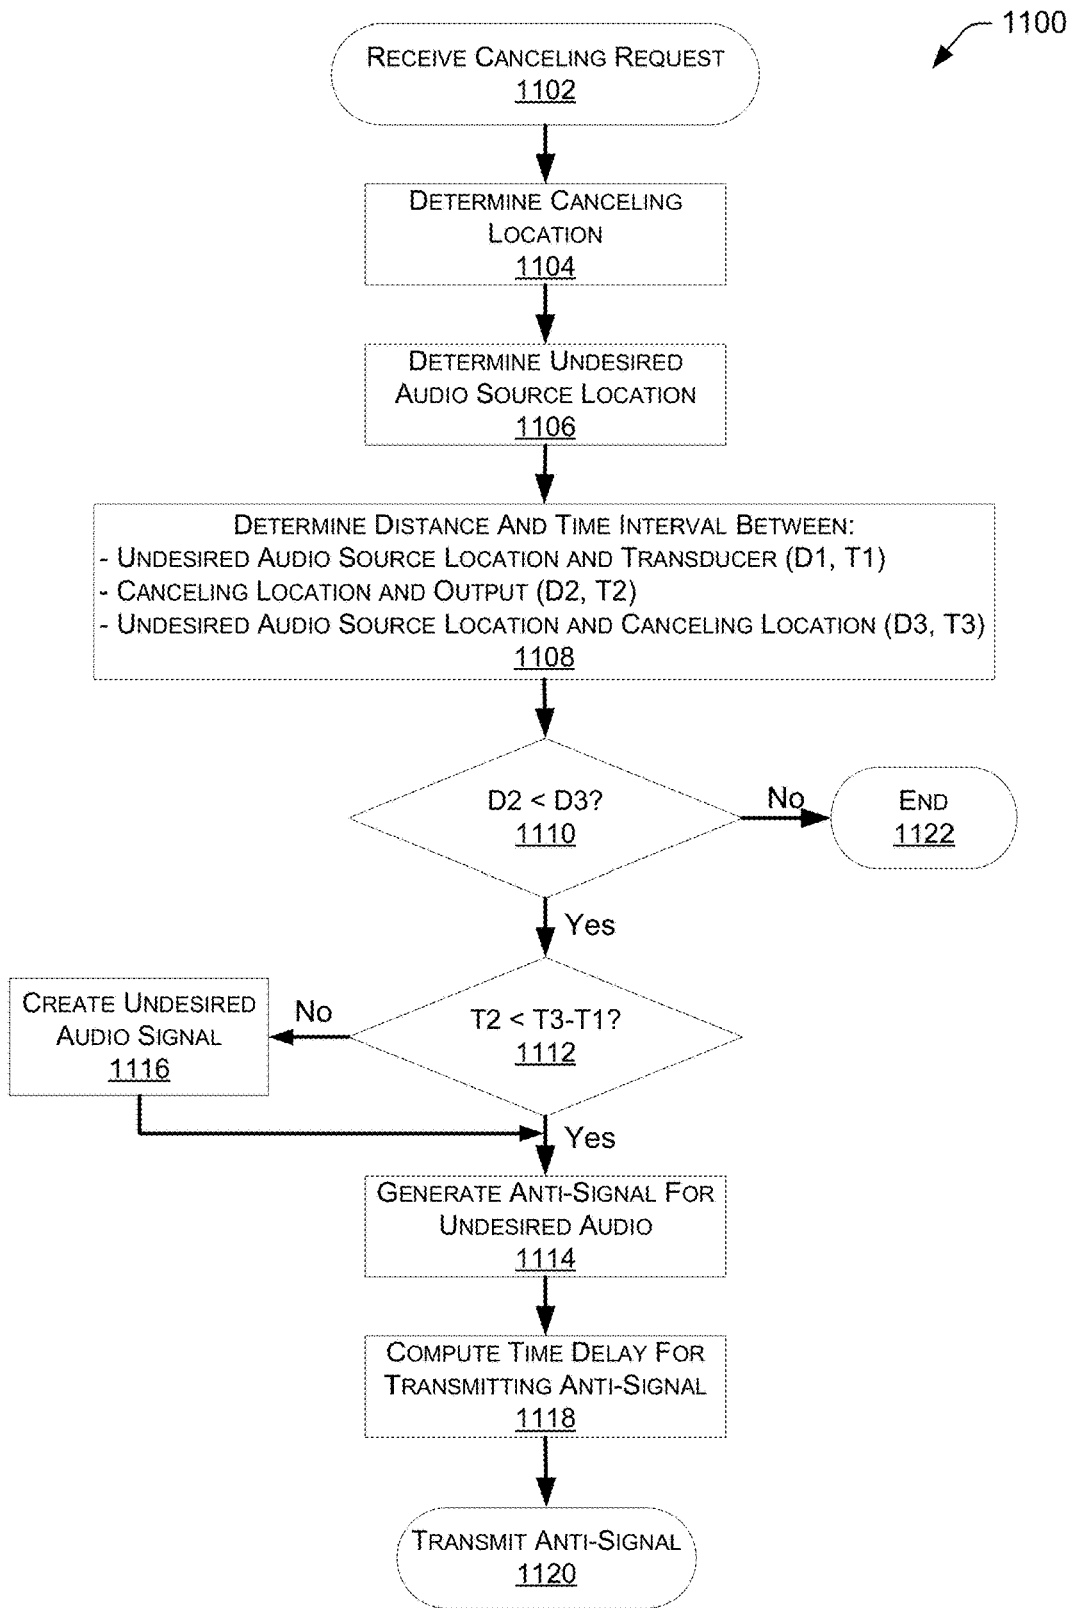 1100
RECEIVE CANCELING REQUEST
1102
DETERMINE CANCELING
LOCATION
1104
DETERMINE UNDESIRED
AUDIO SOURCE LOCATION
1106
DETERMINE DISTANCE AND TIME INTERVAL BETWEEN:
- UNDESIRED AUDIO SOURCE LOCATION AND TRANSDUCER (D1, T1)
- CANCELING LOCATION AND OUTPUT (D2, T2)
- UNDESIRED AUDIO SOURCE LOCATION AND CANCELING LOCATION (D3, T3)
1108
D2 < D3?
1110
No
END
1122
Yes
T2 < T3-T1?
1112
No
CREATE UNDESIRED
AUDIO SIGNAL
1116
Yes
GENERATE ANTI-SIGNAL FOR
UNDESIRED AUDIO
1114
COMPUTE TIME DELAY FOR
TRANSMITTING ANTI-SIGNAL
1118
TRANSMIT ANTI-SIGNAL
1120